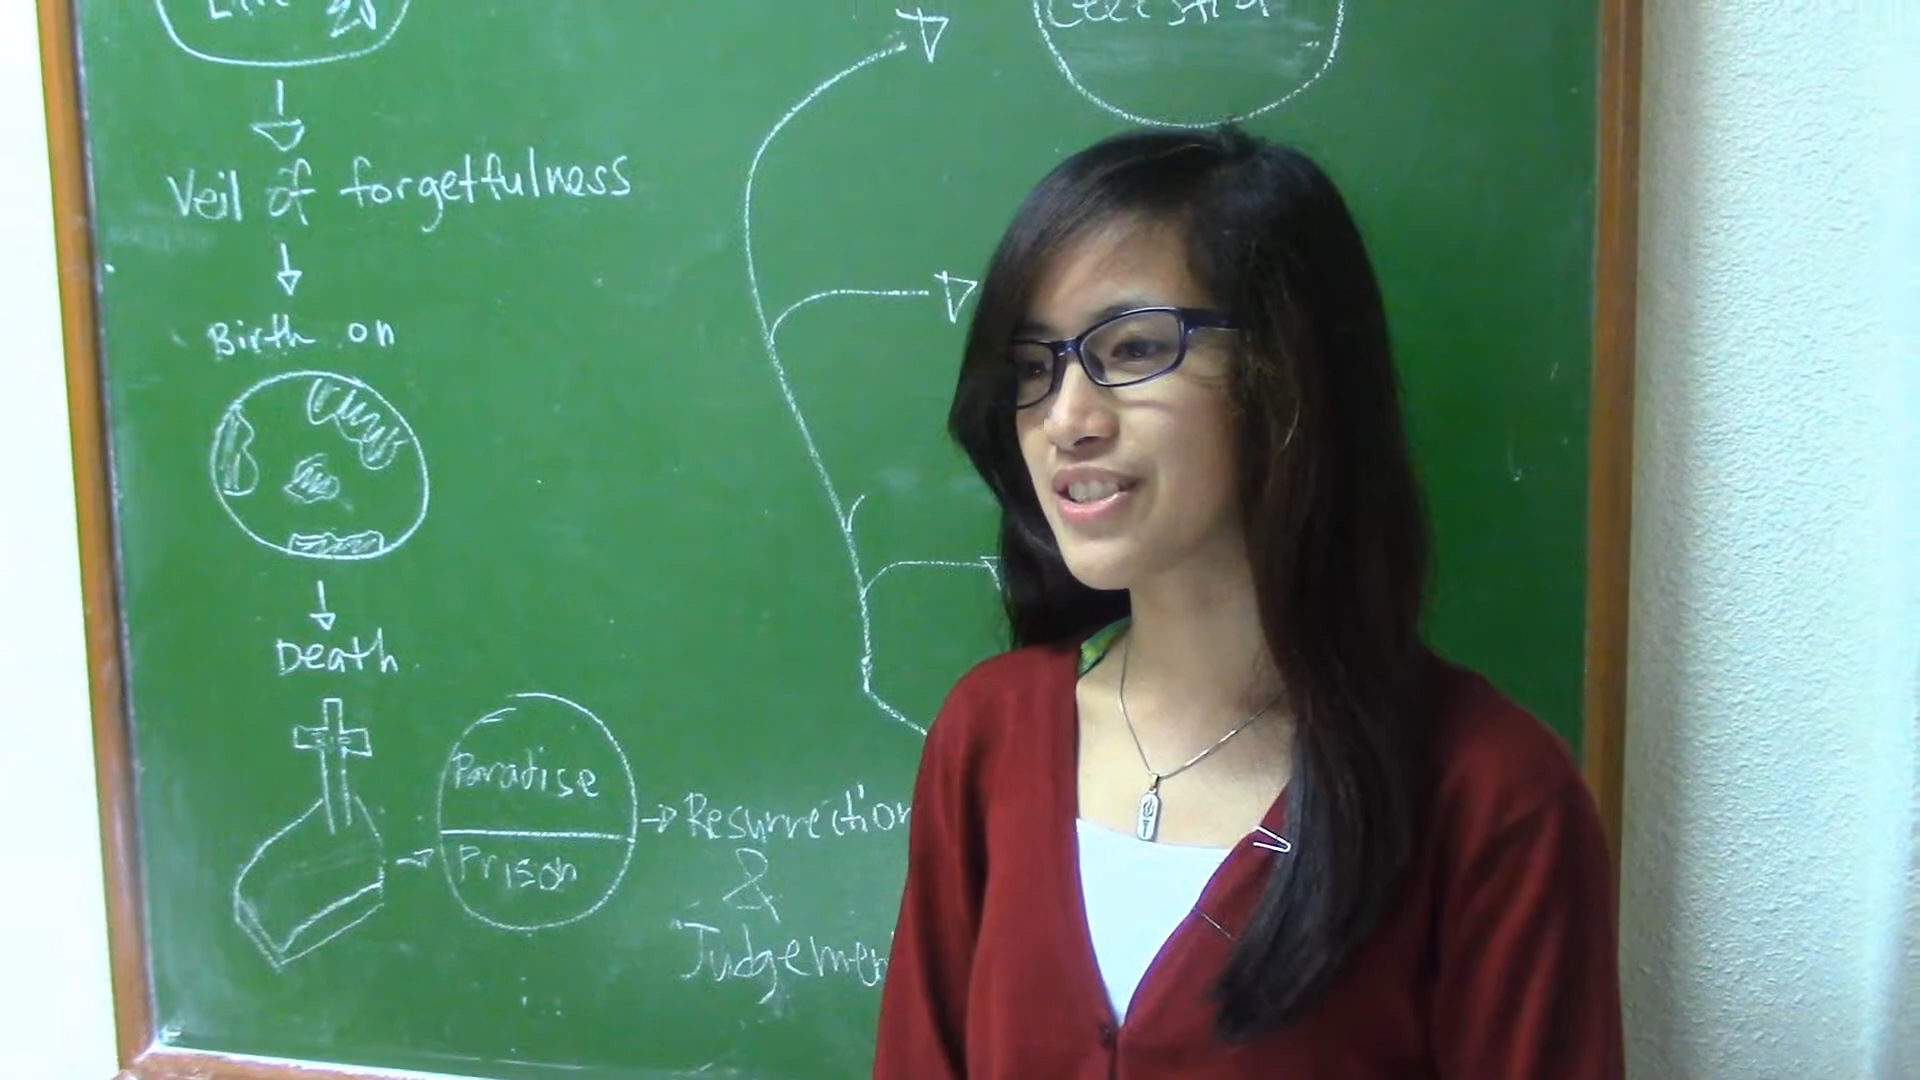 Veil of forgetfulness
Birth on
Death
Paradise
Prison
Resurrection
&
Judgemen